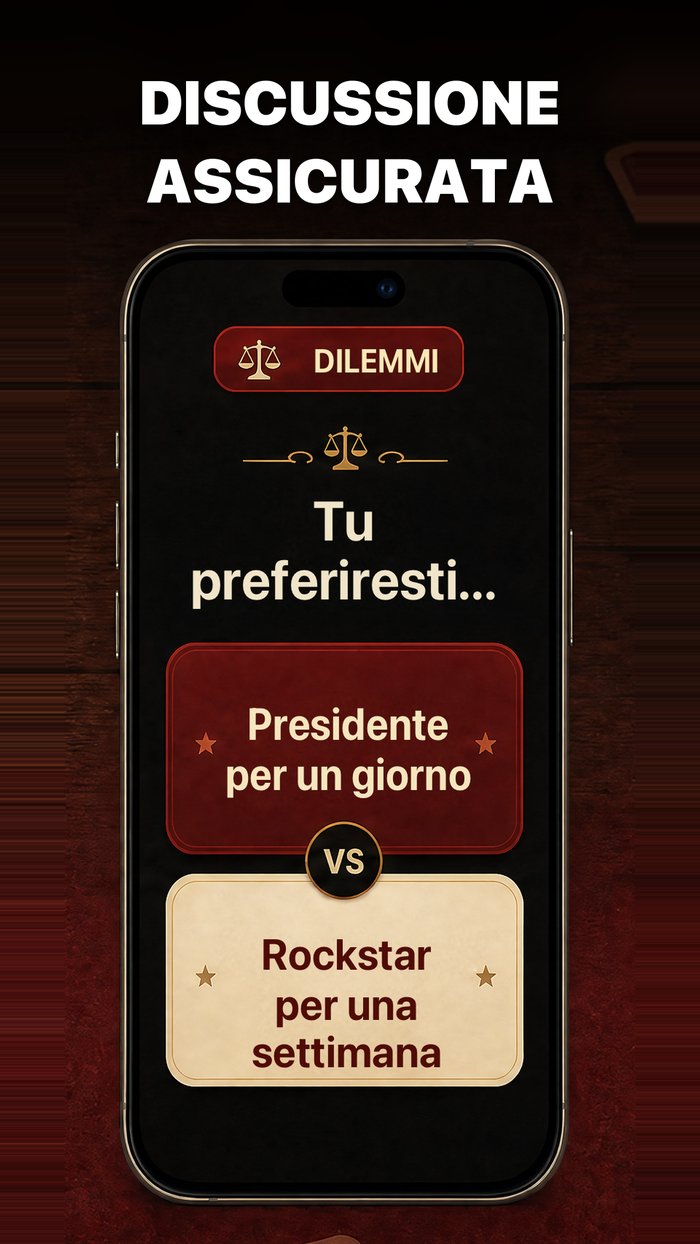 DISCUSSIONE
ASSICURATA
DILEMMI
Tu
preferiresti...
Presidente
per un giorno
VS
Rockstar
per una
settimana